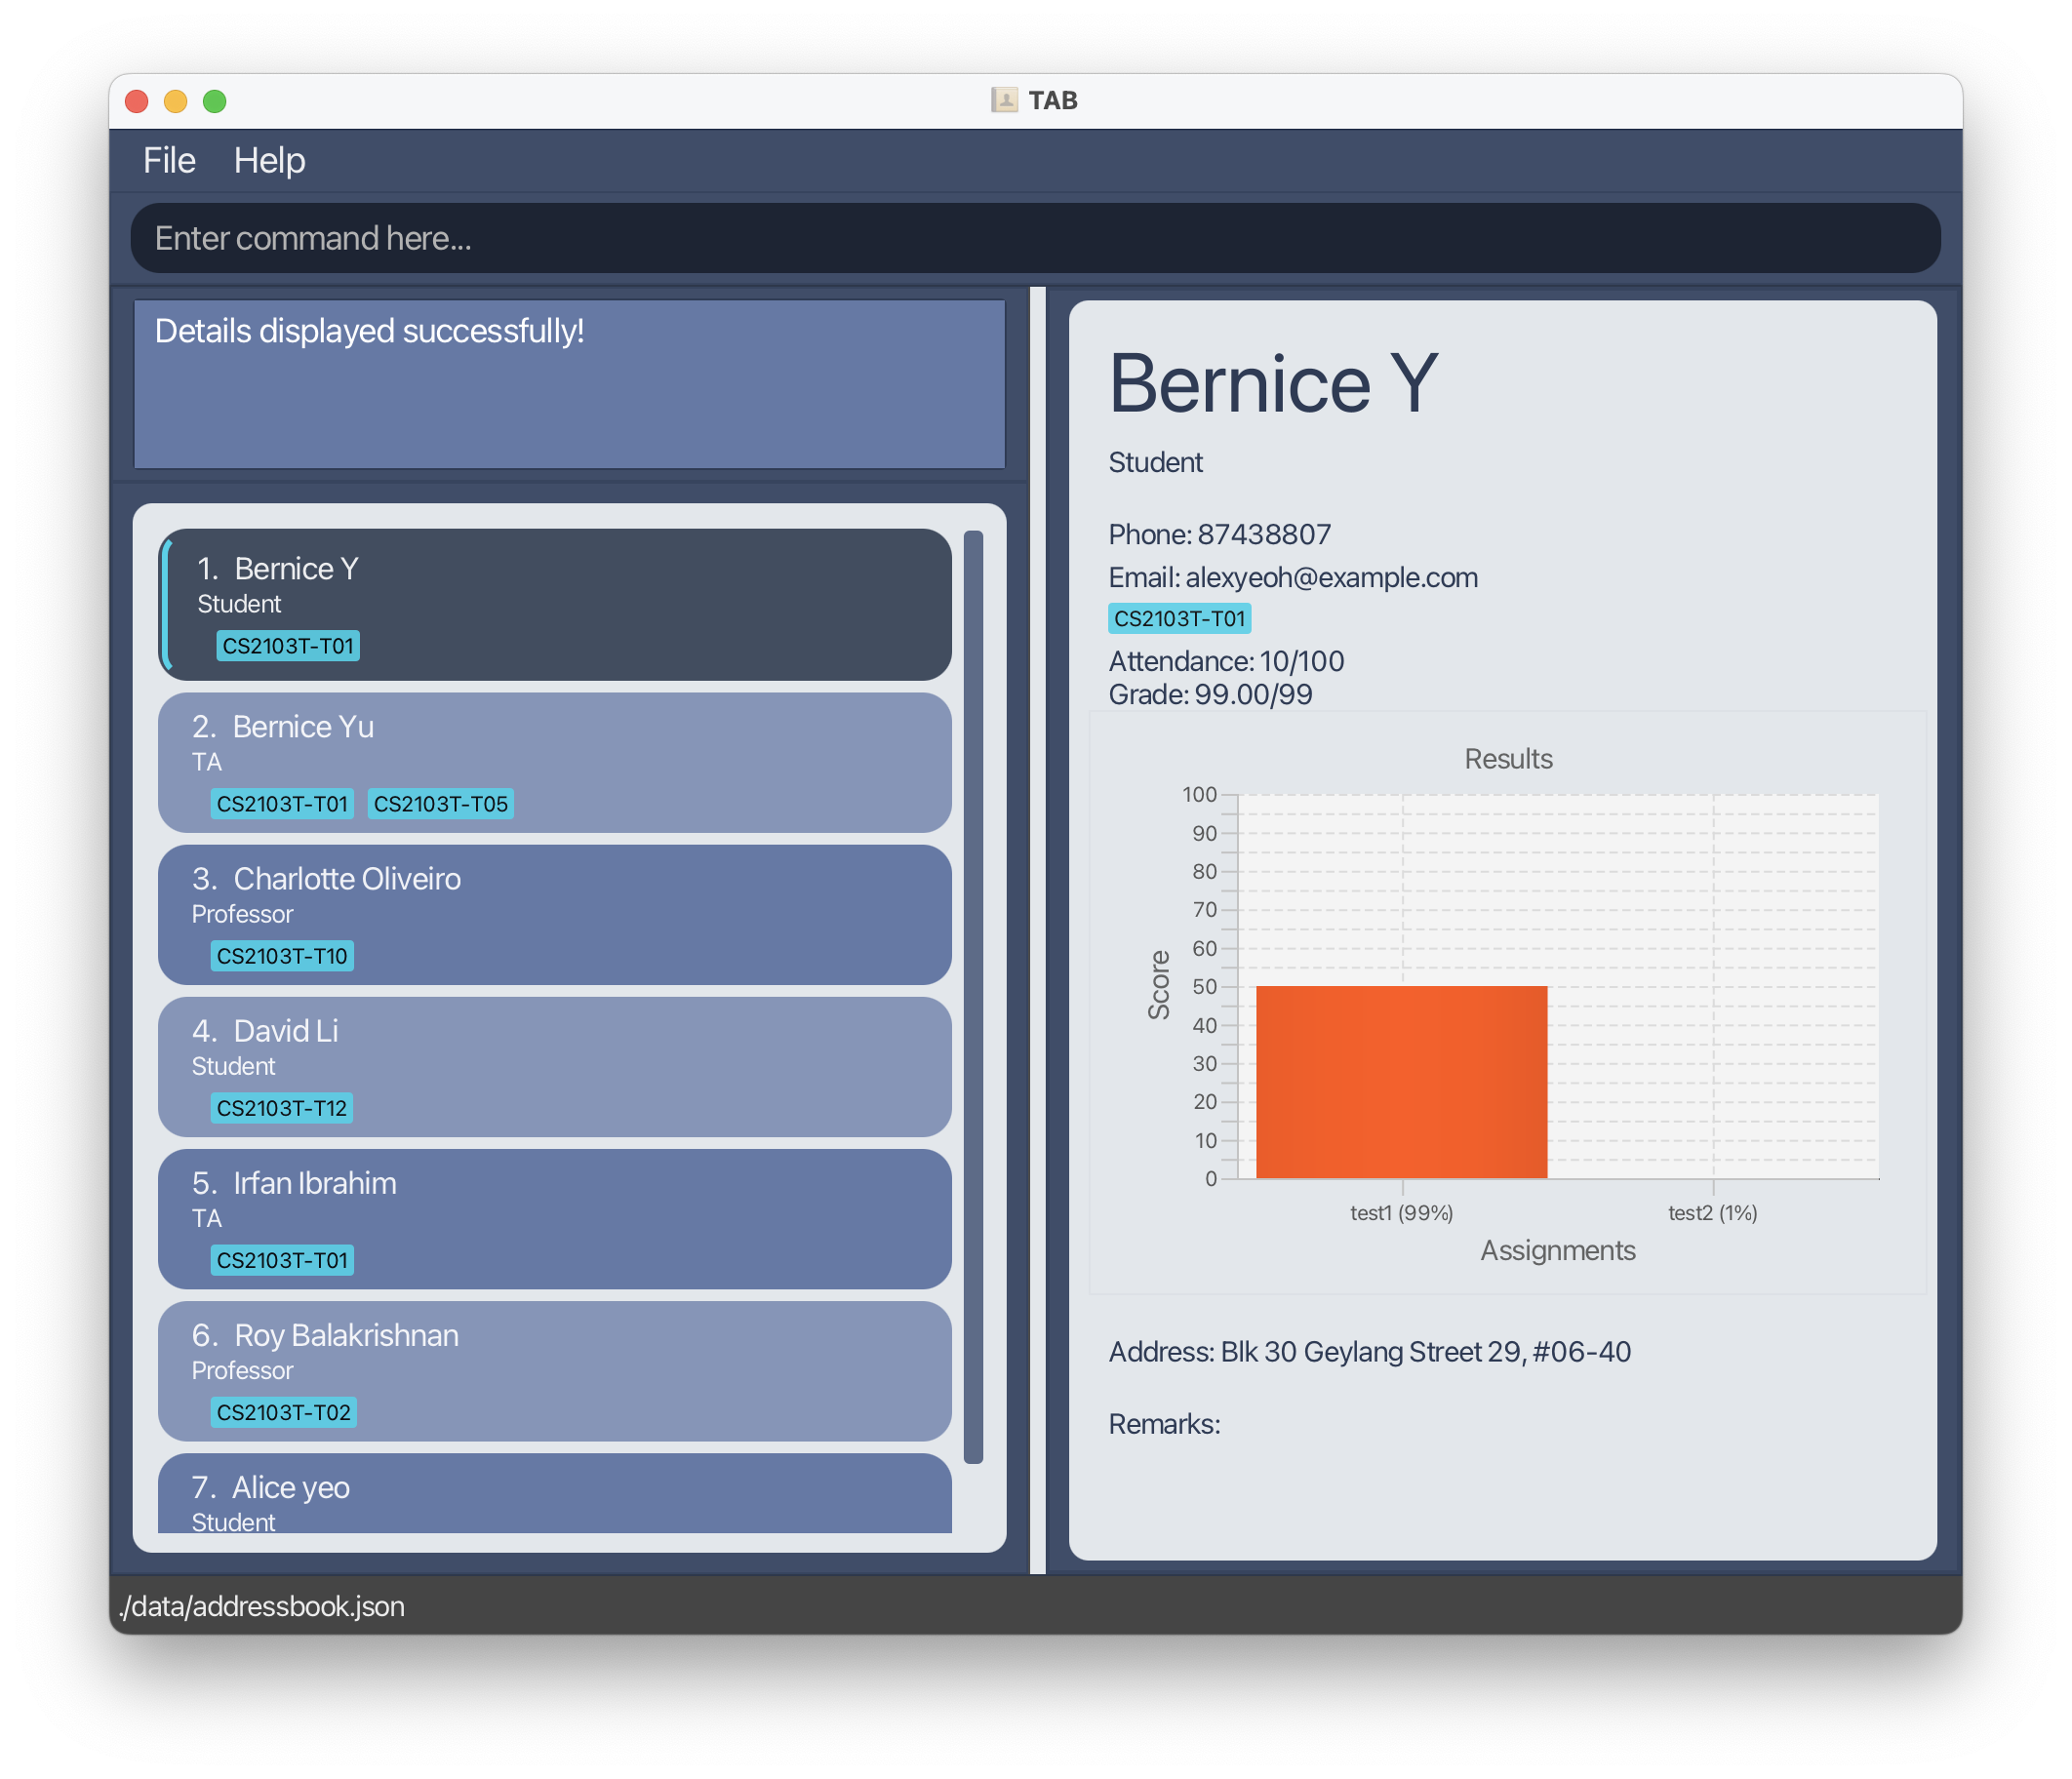 TAB
File Help
Enter command here...
Details displayed successfully!
1. Bernice Y
Student
CS2103T-T01
2. Bernice Yu
TA
CS2103T-T01 CS2103T-T05
3. Charlotte Oliveiro
Professor
CS2103T-T10
4. David Li
Student
CS2103T-T12
5. Irfan Ibrahim
TA
CS2103T-T01
6. Roy Balakrishnan
Professor
CS2103T-T02
7. Alice yeo
Student
Bernice Y
Student
Phone: 87438807
Email: alexyeoh@example.com
CS2103T-T01
Attendance: 10/100
Grade: 99.00/99
Results
100
90
80
70
60
50
40
30
20
10
0
Score
test1 (99%) test2 (1%)
Assignments
Address: Blk 30 Geylang Street 29, #06-40
Remarks:
./data/addressbook.json